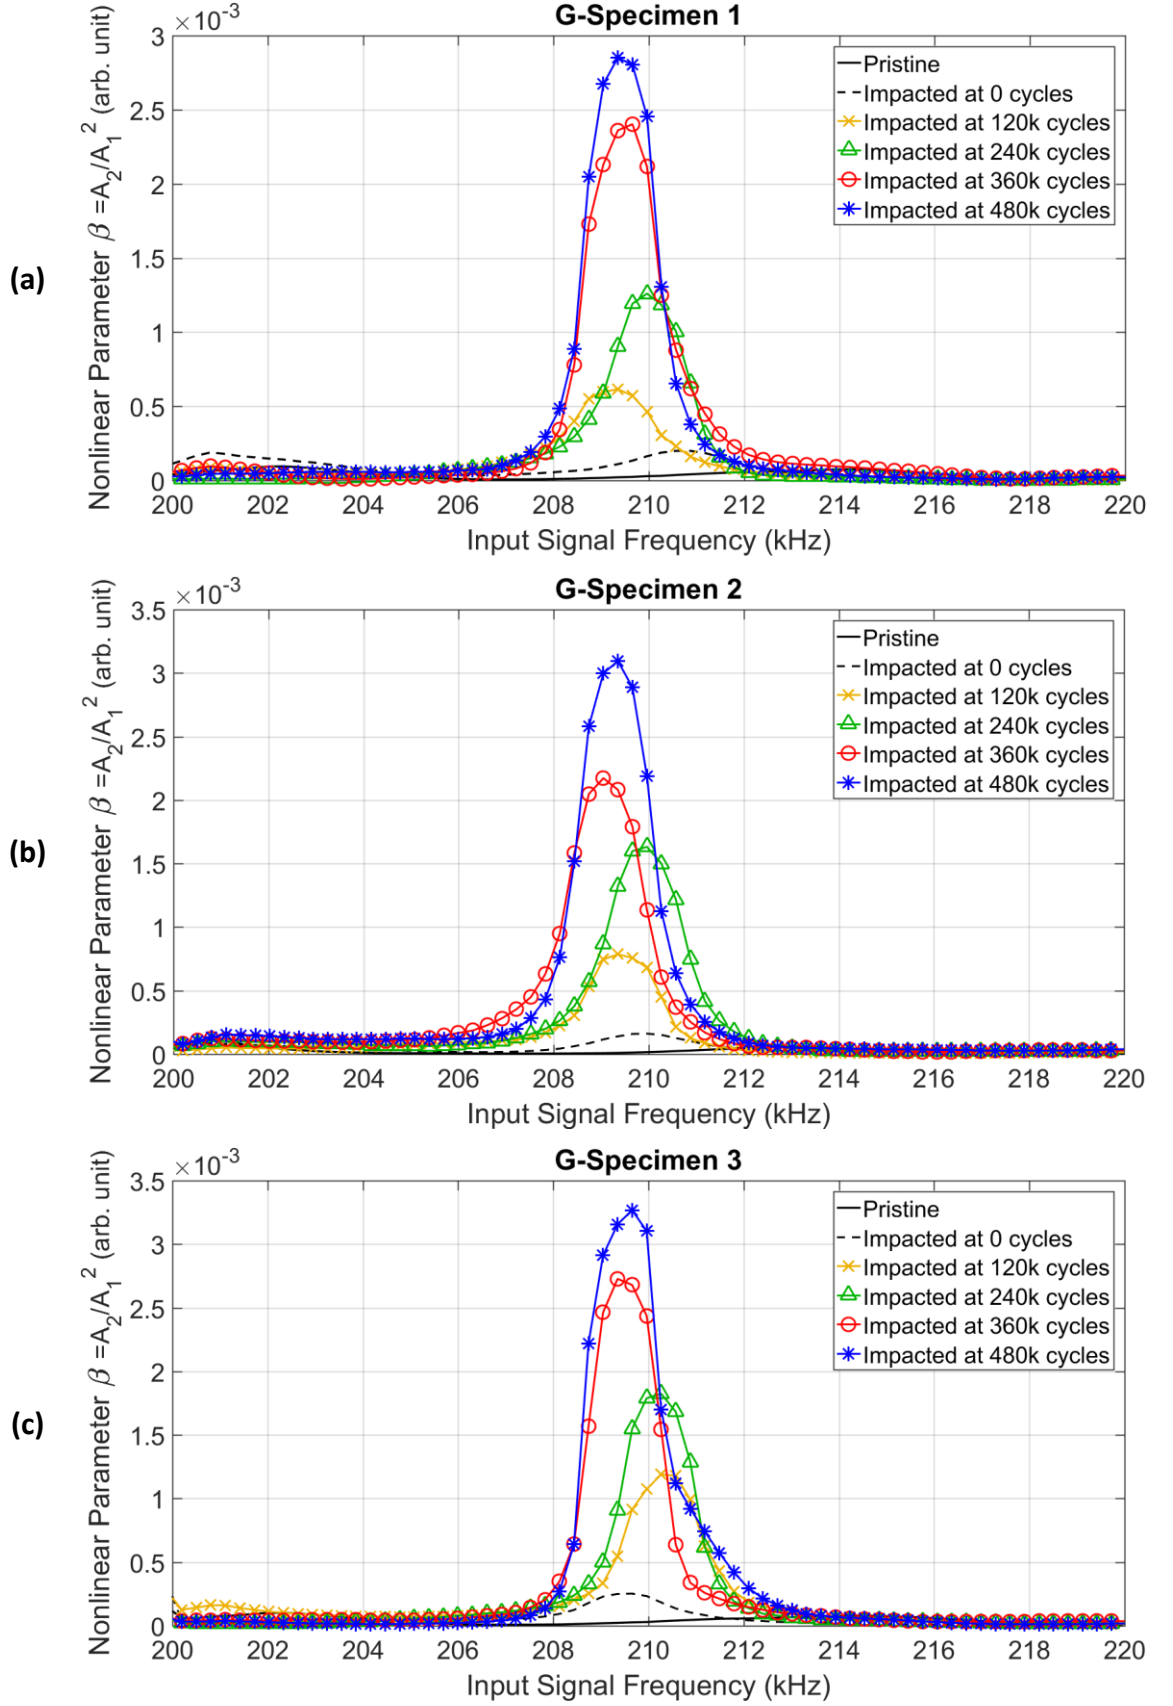 (a)
G-Specimen 1
×10⁻³
Nonlinear Parameter β =A₂/A₁² (arb. unit)
3
2.5
2
1.5
1
0.5
0
Pristine
Impacted at 0 cycles
Impacted at 120k cycles
Impacted at 240k cycles
Impacted at 360k cycles
Impacted at 480k cycles
200 202 204 206 208 210 212 214 216 218 220
Input Signal Frequency (kHz)
(b)
G-Specimen 2
×10⁻³
Nonlinear Parameter β =A₂/A₁² (arb. unit)
3.5
3
2.5
2
1.5
1
0.5
0
Pristine
Impacted at 0 cycles
Impacted at 120k cycles
Impacted at 240k cycles
Impacted at 360k cycles
Impacted at 480k cycles
200 202 204 206 208 210 212 214 216 218 220
Input Signal Frequency (kHz)
(c)
G-Specimen 3
×10⁻³
Nonlinear Parameter β =A₂/A₁² (arb. unit)
3.5
3
2.5
2
1.5
1
0.5
0
Pristine
Impacted at 0 cycles
Impacted at 120k cycles
Impacted at 240k cycles
Impacted at 360k cycles
Impacted at 480k cycles
200 202 204 206 208 210 212 214 216 218 220
Input Signal Frequency (kHz)